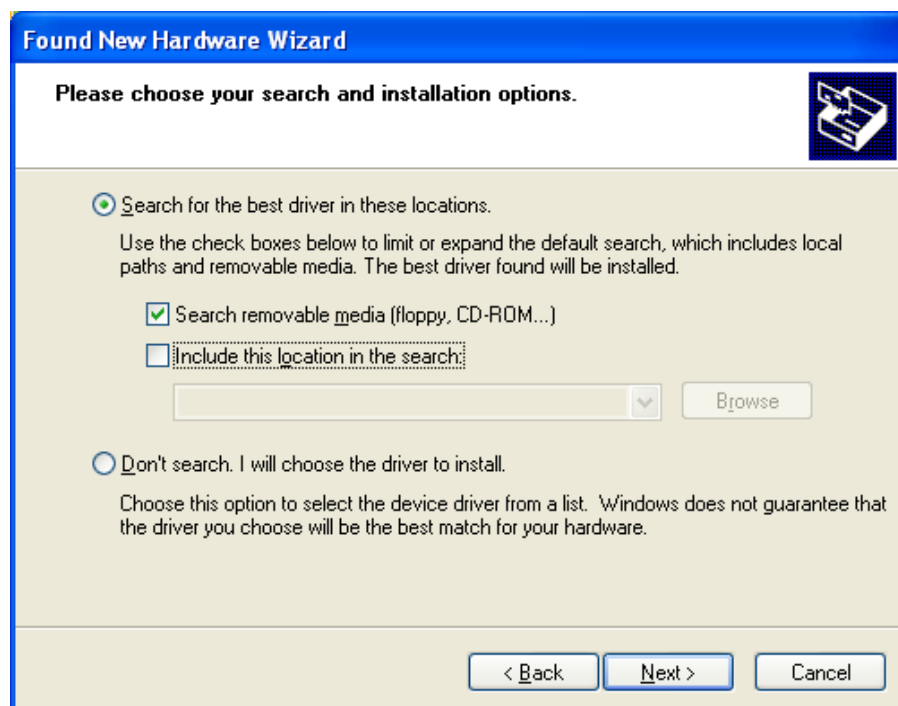 Found New Hardware Wizard
Please choose your search and installation options.
Search for the best driver in these locations.
Use the check boxes below to limit or expand the default search, which includes local
paths and removable media. The best driver found will be installed.
Search removable media (floppy, CD-ROM...)
Include this location in the search:
Browse
Don't search. I will choose the driver to install.
Choose this option to select the device driver from a list.  Windows does not guarantee that
the driver you choose will be the best match for your hardware.
< Back
Next >
Cancel